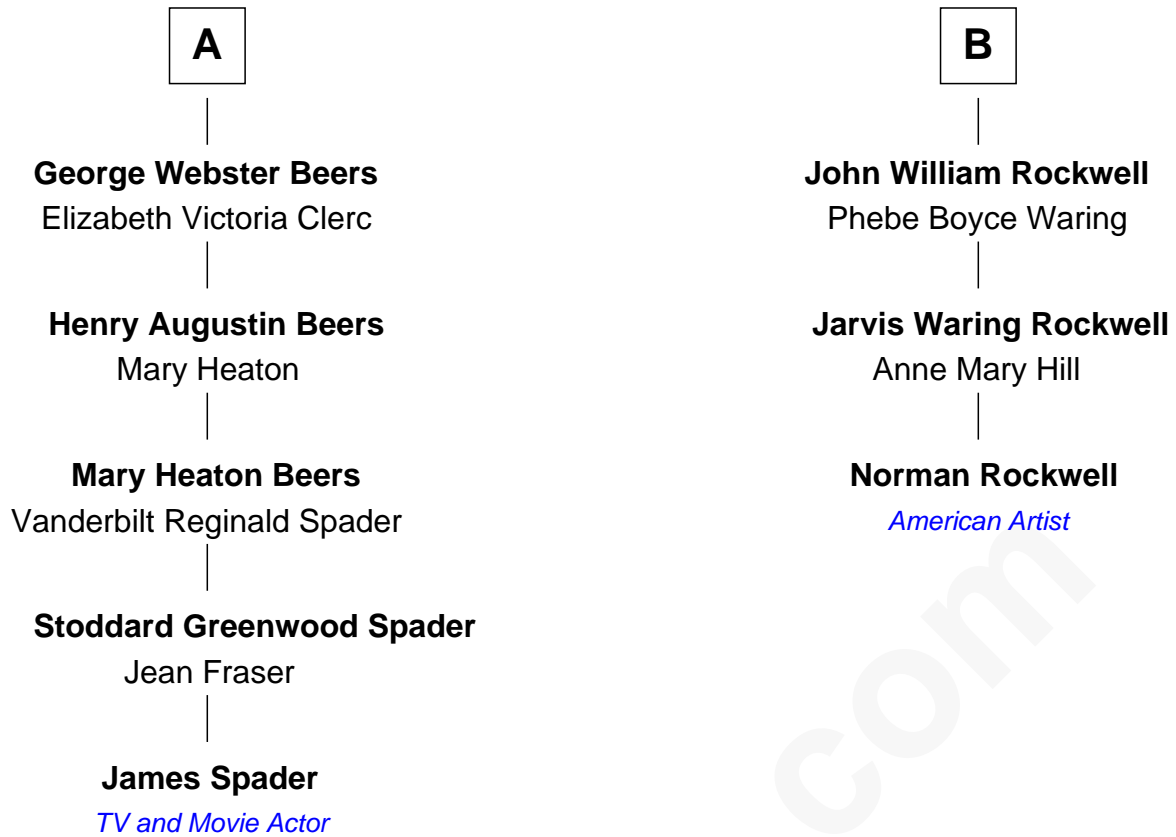 A
George Webster Beers
Elizabeth Victoria Clerc
Henry Augustin Beers
Mary Heaton
Mary Heaton Beers
Vanderbilt Reginald Spader
Stoddard Greenwood Spader
Jean Fraser
James Spader
TV and Movie Actor
B
John William Rockwell
Phebe Boyce Waring
Jarvis Waring Rockwell
Anne Mary Hill
Norman Rockwell
American Artist
com